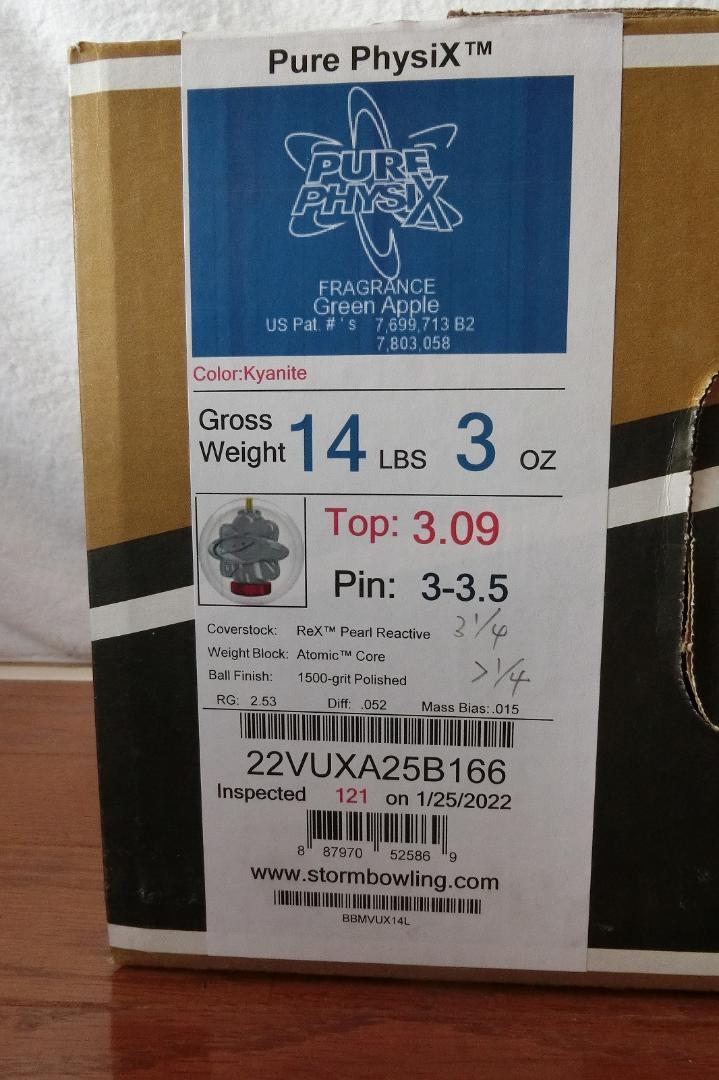 Pure PhysiX™
PURE
PHYSIX
FRAGRANCE
Green Apple
US Pat. # ' s 7,699,713 B2
7,803,058
Color:Kyanite
Gross
Weight 14 LBS 3 OZ
Top: 3.09
Pin: 3-3.5
Coverstock: ReX™ Pearl Reactive 3 1/4
Weight Block: Atomic™ Core
Ball Finish: 1500-grit Polished >1/4
RG: 2.53 Diff: .052 Mass Bias:.015
22VUXA25B166
Inspected 121 on 1/25/2022
8 87970 52586 9
www.stormbowling.com
BBMVUX14L